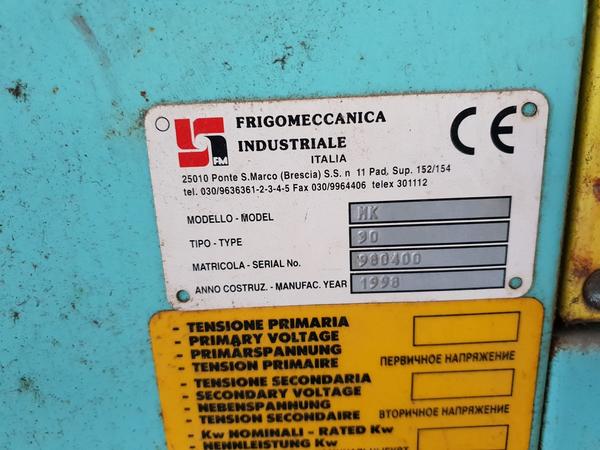 FM
FRIGOMECCANICA
INDUSTRIALE
ITALIA
CE
25010 Ponte S.Marco (Brescia) S.S. n 11 Pad. Sup. 152/154
tel. 030/9636361-2-3-4-5 Fax 030/9964406 telex 301112
MODELLO - MODEL MK
TIPO - TYPE 90
MATRICOLA - SERIAL No. 980400
ANNO COSTRUZ. - MANUFAC. YEAR 1998
- TENSIONE PRIMARIA
- PRIMARY VOLTAGE
- PRIMÄRSPANNUNG
- TENSION PRIMAIRE
ПЕРВИЧНОЕ НАПРЯЖЕНИЕ
- TENSIONE SECONDARIA
- SECONDARY VOLTAGE
- NEBENSPANNUNG
- TENSION SECONDAIRE
ВТОРИЧНОЕ НАПРЯЖЕНИЕ
- Kw NOMINALI - RATED Kw
- NENNLEISTUNG Kw